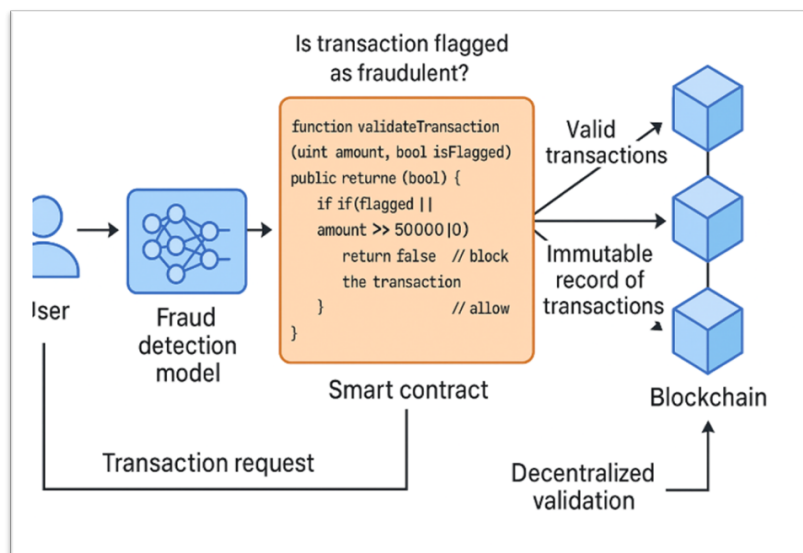 Is transaction flagged
as fraudulent?
function validateTransaction
(uint amount, bool isFlagged)
public returne (bool) {
if if(flagged ||
amount >> 50000|0)
return false // block
the transaction
} // allow
}
User
Fraud
detection
model
Smart contract
Valid
transactions
Immutable
record of
transactions
Blockchain
Transaction request
Decentralized
validation